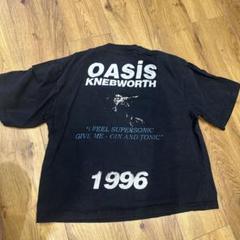 OASIS
KNEBWORTH
"I FEEL SUPERSONIC
GIVE ME - GIN AND TONIC"
1996